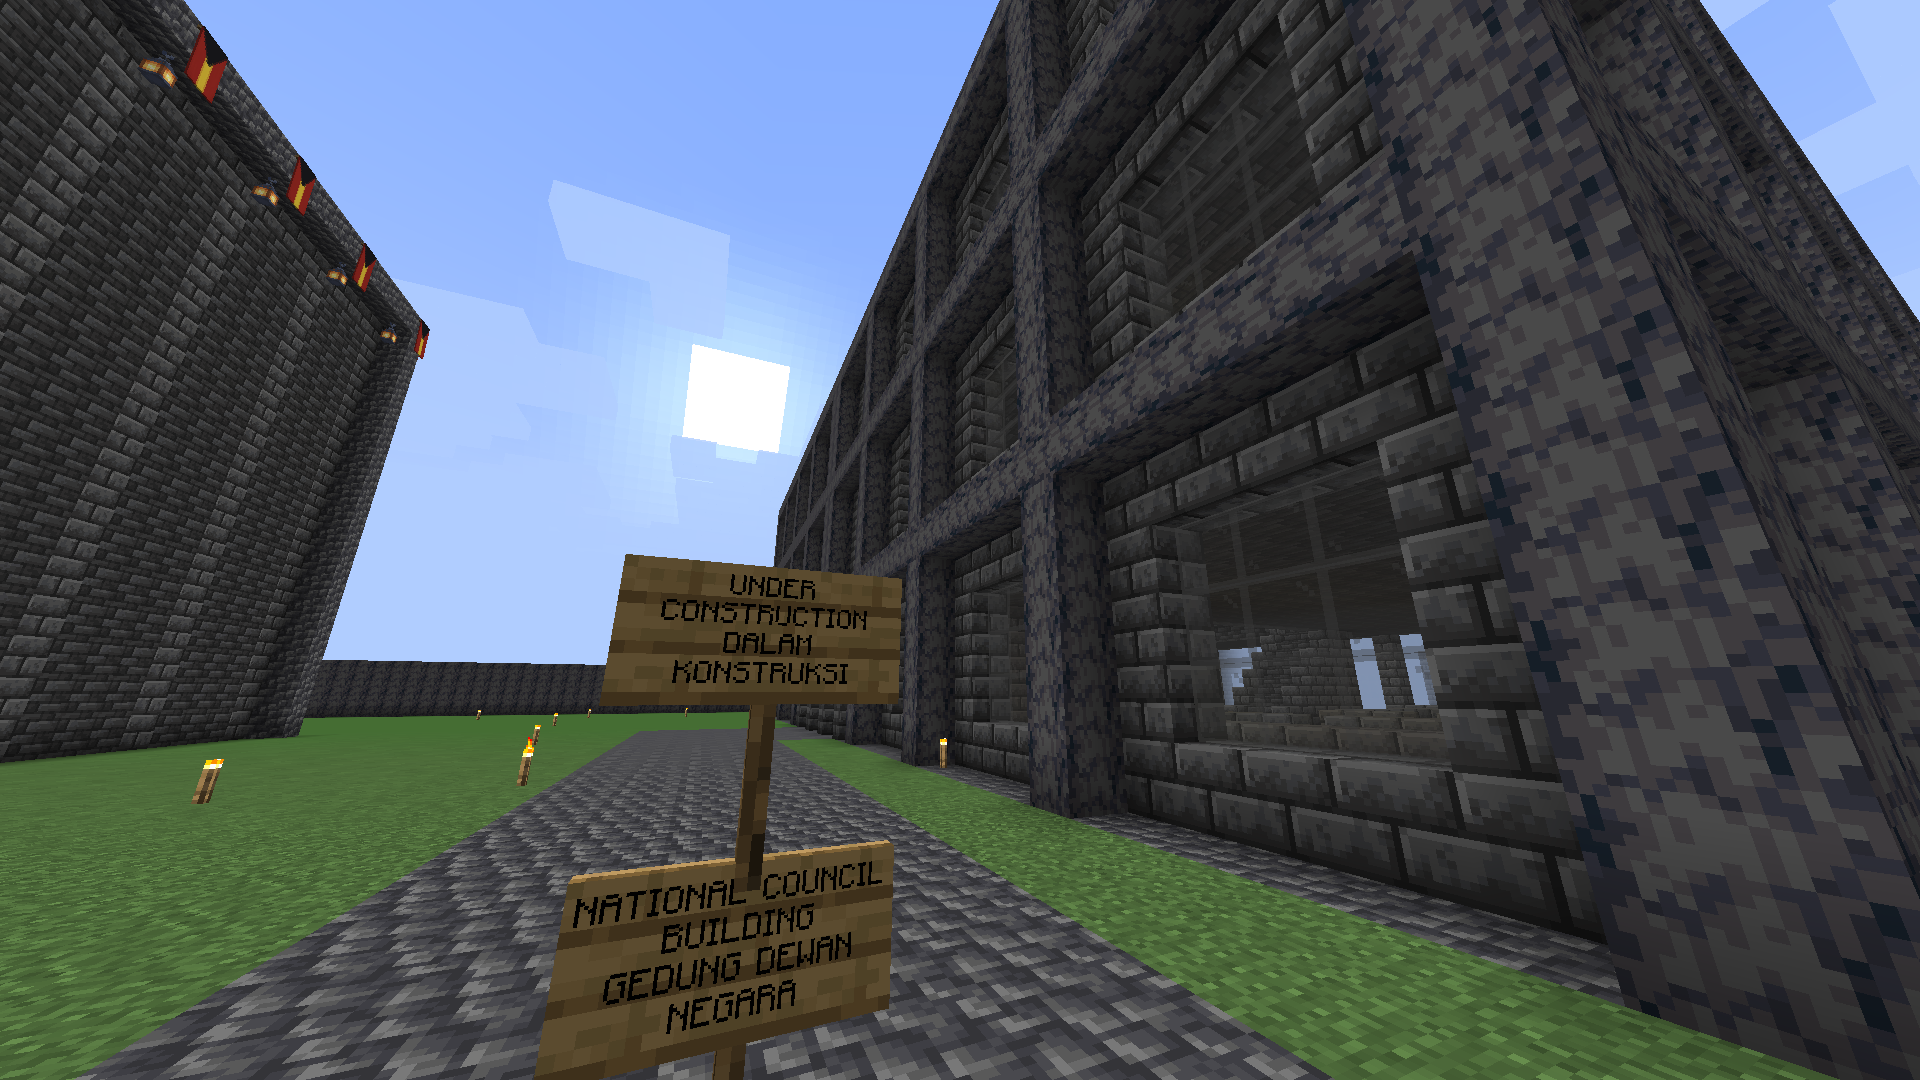 UNDER
CONSTRUCTION
DALAM
KONSTRUKSI
NATIONAL COUNCIL
BUILDING
GEDUNG DEWAN
NEGARA